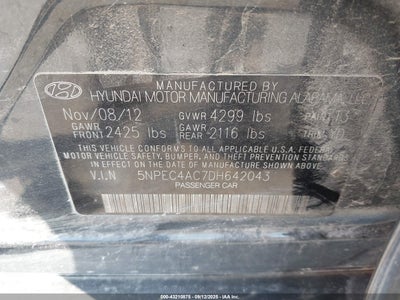 MANUFACTURED BY
HYUNDAI MOTOR MANUFACTURING ALABAMA
Nov/08/12 GVWR 4299 lbs
GAWR FRONT 2425 lbs GAWR REAR 2116 lbs
THIS VEHICLE CONFORMS TO ALL APPLICABLE U.S.A. FEDERAL
MOTOR VEHICLE SAFETY, BUMPER, AND THEFT PREVENTION STANDARDS
IN EFFECT ON THE DATE OF MANUFACTURE SHOWN ABOVE.
V.I.N 5NPEC4AC7DH642043
PASSENGER CAR
000-43210875 - 09/12/2025 - © IAA Inc.